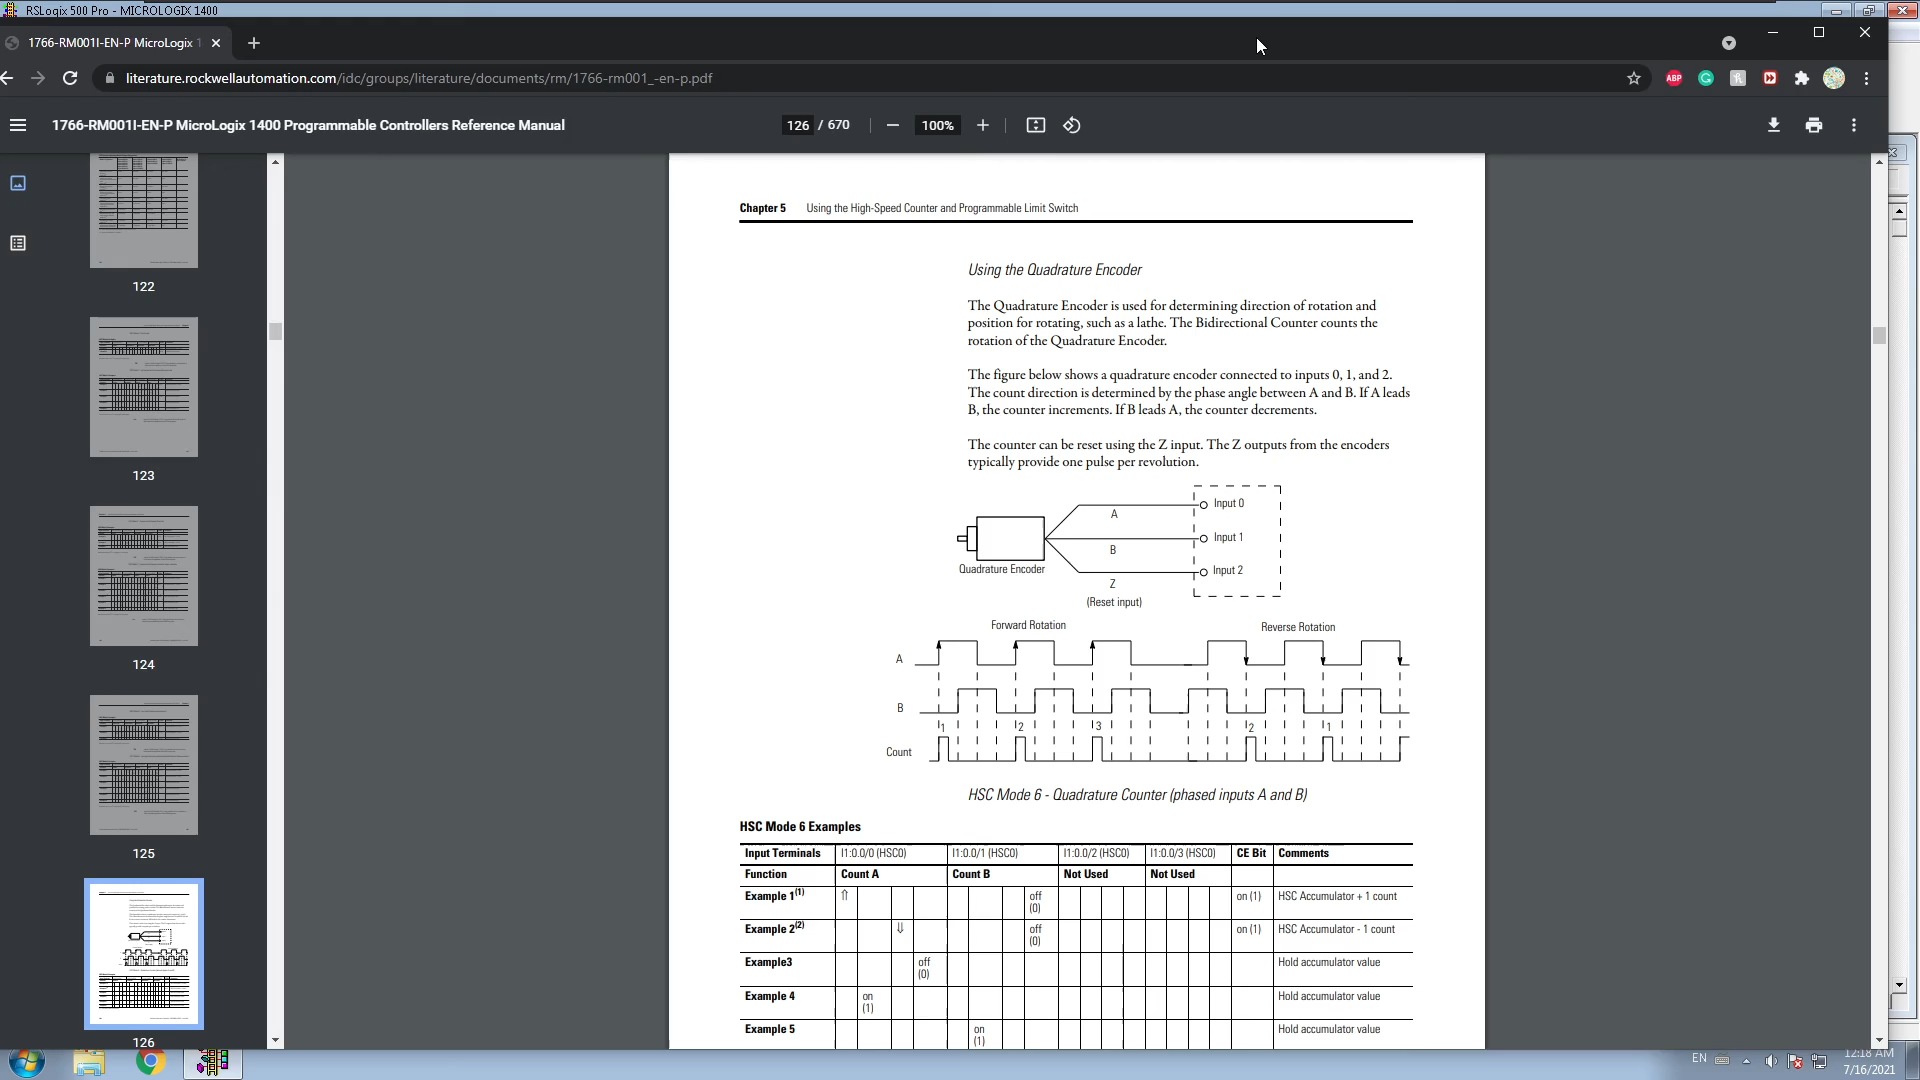 RSLogix 500 Pro - MICROLOGIX 1400
1766-RM001I-EN-P MicroLogix 1
literature.rockwellautomation.com/idc/groups/literature/documents/rm/1766-rm001_-en-p.pdf
ABP
1766-RM001I-EN-P MicroLogix 1400 Programmable Controllers Reference Manual
126 / 670
100%
122
123
124
125
126
Chapter 5 Using the High-Speed Counter and Programmable Limit Switch
Using the Quadrature Encoder
The Quadrature Encoder is used for determining direction of rotation and
position for rotating, such as a lathe. The Bidirectional Counter counts the
rotation of the Quadrature Encoder.
The figure below shows a quadrature encoder connected to inputs 0, 1, and 2.
The count direction is determined by the phase angle between A and B. If A leads
B, the counter increments. If B leads A, the counter decrements.
The counter can be reset using the Z input. The Z outputs from the encoders
typically provide one pulse per revolution.
A Input 0
B Input 1
Quadrature Encoder
Z Input 2
(Reset input)
Forward Rotation Reverse Rotation
A
B
1 2 3 2 1
Count
HSC Mode 6 - Quadrature Counter (phased inputs A and B)
HSC Mode 6 Examples
Input Terminals I1:0.0/0 (HSC0) I1:0.0/1 (HSC0) I1:0.0/2 (HSC0) I1:0.0/3 (HSC0) CE Bit Comments
Function Count A Count B Not Used Not Used
Example 1(1) ⇑ off (0) on (1) HSC Accumulator + 1 count
Example 2(2) ⇓ off (0) on (1) HSC Accumulator - 1 count
Example3 off (0) Hold accumulator value
Example 4 on (1) Hold accumulator value
Example 5 on (1) Hold accumulator value
EN
12:18 AM
7/16/2021